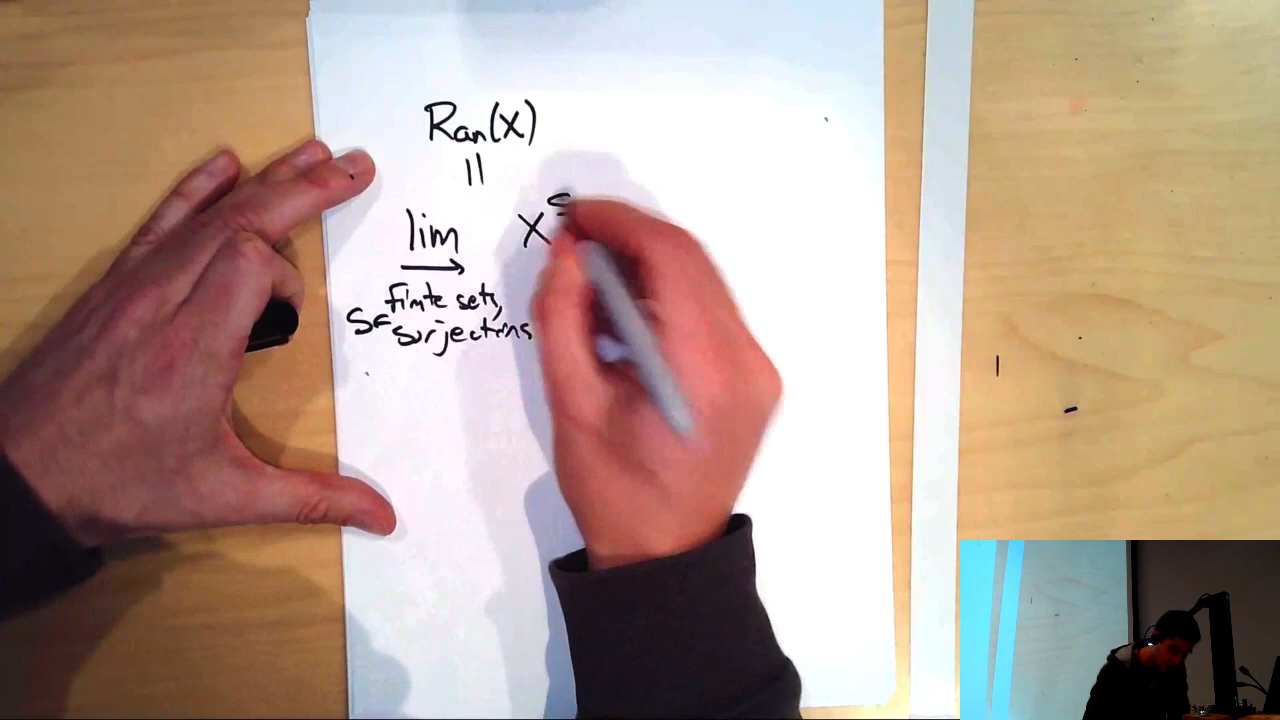 Ran(X)
||
lim X^S
→
finite sets,
S∈ surjections